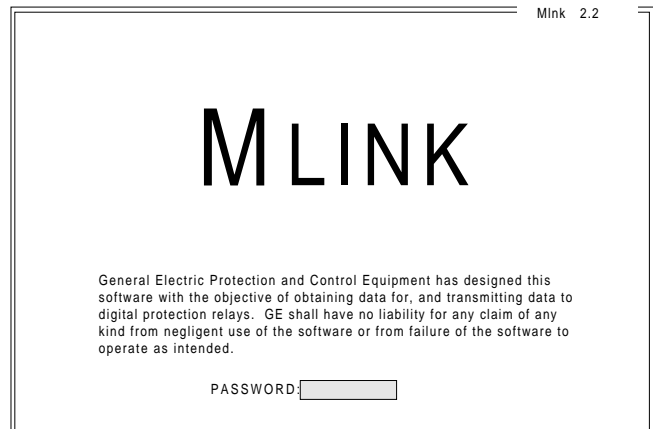 Mlnk 2.2
MLINK
General Electric Protection and Control Equipment has designed this
software with the objective of obtaining data for, and transmitting data to
digital protection relays. GE shall have no liability for any claim of any
kind from negligent use of the software or from failure of the software to
operate as intended.
PASSWORD: